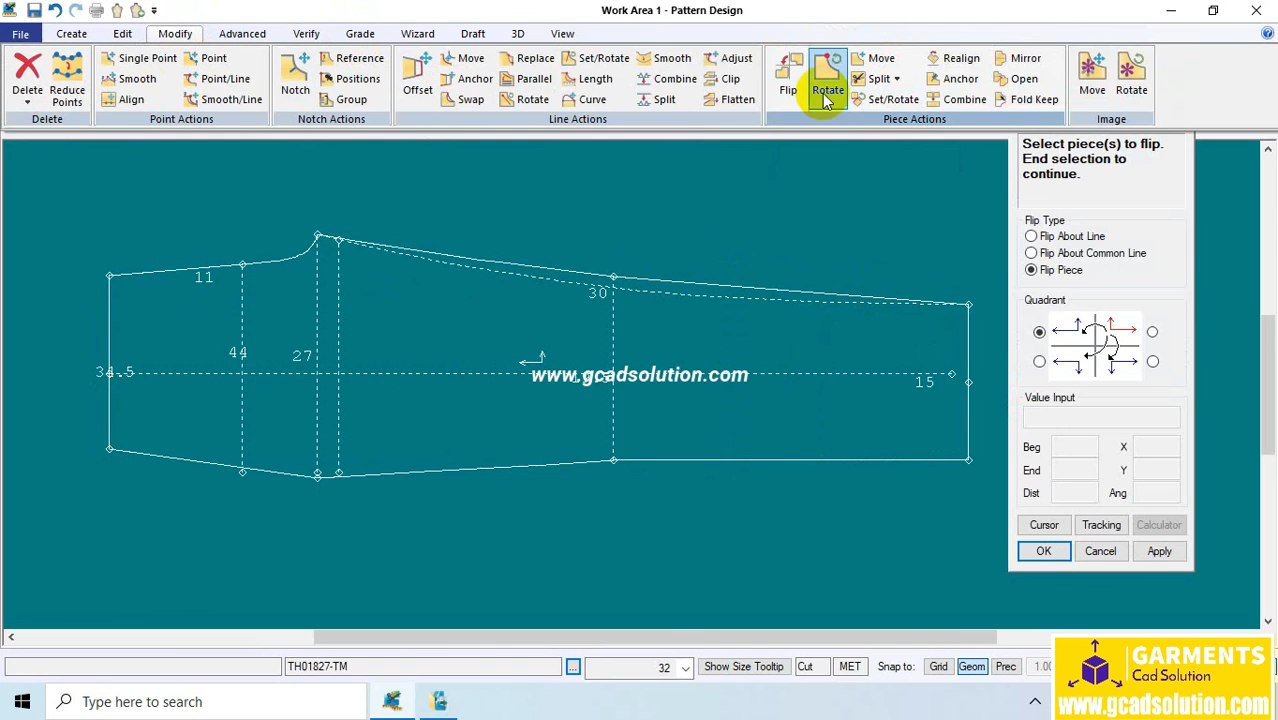 Work Area 1 - Pattern Design
File Create Edit Modify Advanced Verify Grade Wizard Draft 3D View
Single Point Point Reference Move Replace Set/Rotate Smooth Adjust Move Realign Mirror
Smooth Point/Line Positions Anchor Parallel Length Combine Clip Split Anchor Open
Delete Reduce Points Notch Offset Flip Rotate Move Rotate
Align Smooth/Line Group Swap Rotate Curve Split Flatten Set/Rotate Combine Fold Keep
Delete Point Actions Notch Actions Line Actions Piece Actions Image
Select piece(s) to flip.
End selection to
continue.
Flip Type
Flip About Line
Flip About Common Line
Flip Piece
Quadrant
Value Input
Beg X
End Y
Dist Ang
Cursor Tracking Calculator
OK Cancel Apply
11
30
44
27
34.5
www.gcadsolution.com
15
TH01827-TM ... 32 Show Size Tooltip Cut MET Snap to: Grid Geom Prec 1.00
GARMENTS
Cad Solution
www.gcadsolution.com
Type here to search